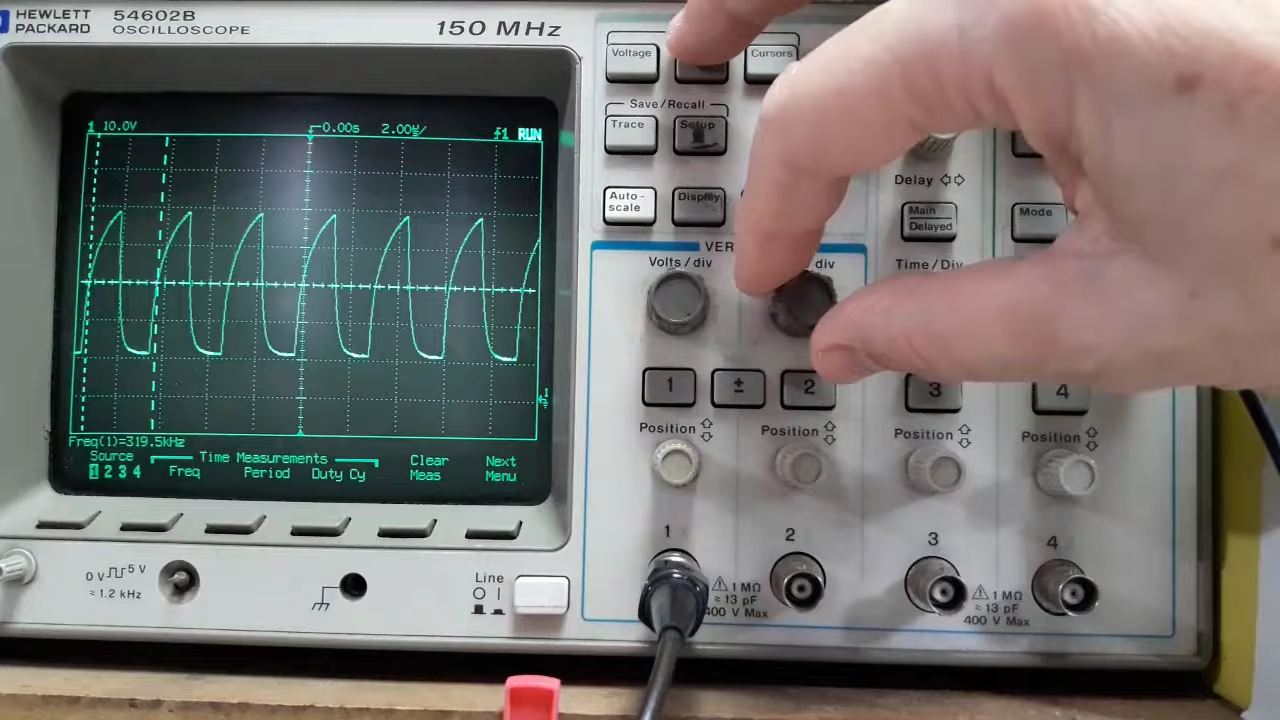 HEWLETT
PACKARD
54602B
OSCILLOSCOPE
150 MHz
Voltage
Cursors
Save/Recall
Trace
Setup
Auto-
scale
Display
Delay
Main
Delayed
Mode
VER
Volts/div
div
Time/Div
1 10.0V
-0.00s
2.00㎲/
f1 RUN
Freq(1)=319.5kHz
Source
1 2 3 4
Time Measurements
Freq
Period
Duty Cy
Clear
Meas
Next
Menu
1
±
2
3
4
Position
Position
Position
Position
1
2
3
4
0 V 5 V
≈ 1.2 kHz
Line
O I
1 MΩ
≈ 13 pF
400 V Max
1 MΩ
≈ 13 pF
400 V Max